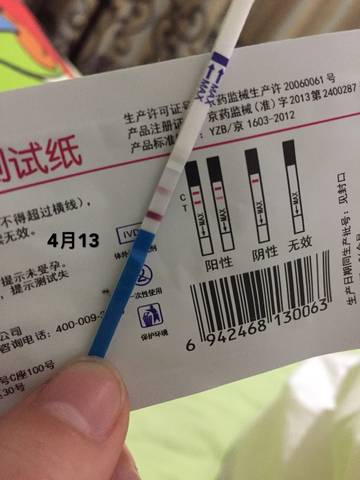 生产许可证号
京药监械生产许 20060061 号
产品注册证
京药监械(准)字2013第2400287
产品标准
YZB/京 1603-2012
测试纸
MAX
MAX
不得超过横线),
无效。
4月13
IVD
C
T
MAX
MAX
MAX
MAX
阳性
阴性
无效
提示未受孕。
提示测试失
一次性使用
保护环境
公司
咨询电话:400-009-
号C座100号
30号
生产日期同生产批号:见封口
6 942468 130063